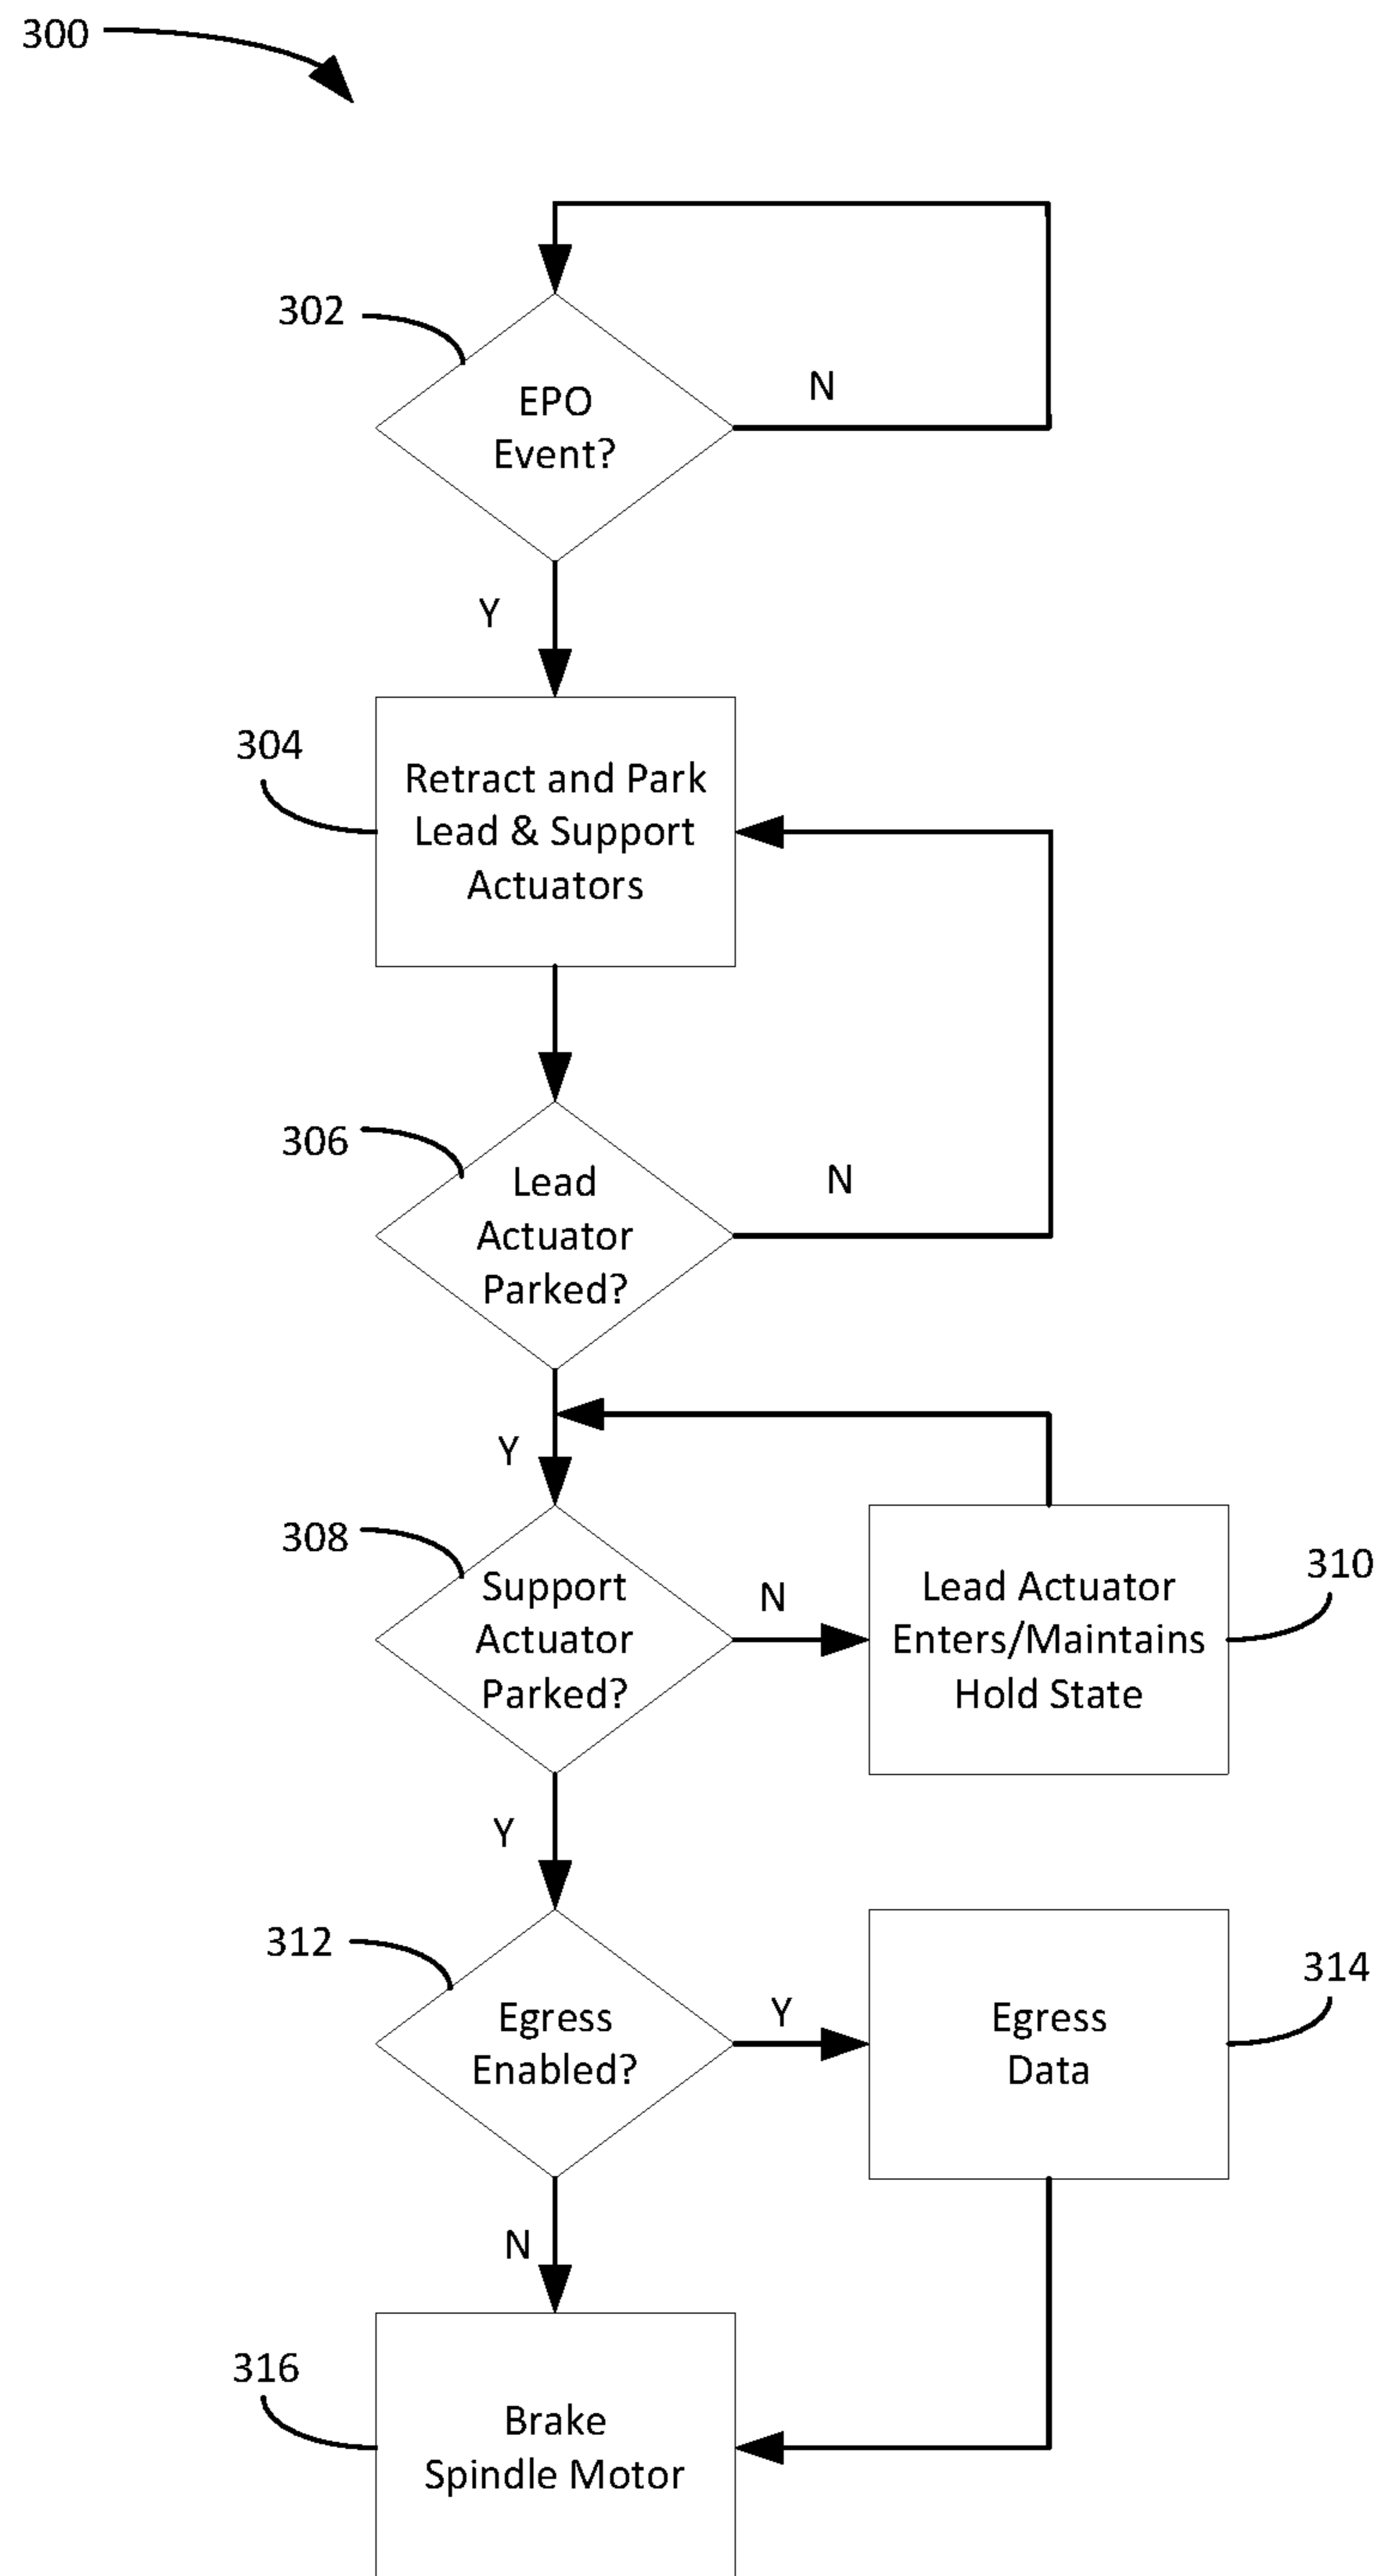 300
302
EPO
Event?
N
Y
304
Retract and Park
Lead & Support
Actuators
306
Lead
Actuator
Parked?
N
Y
308
Support
Actuator
Parked?
N
310
Lead Actuator
Enters/Maintains
Hold State
Y
312
Egress
Enabled?
Y
314
Egress
Data
N
316
Brake
Spindle Motor